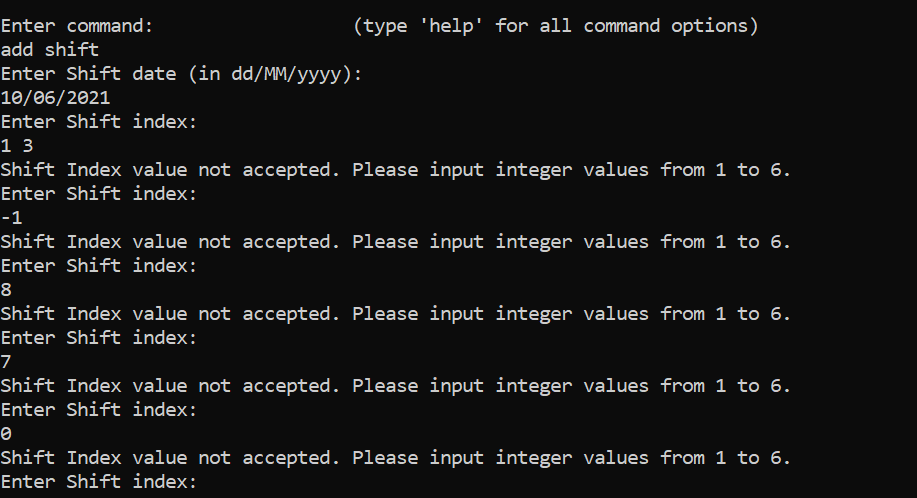 Enter command:                  (type 'help' for all command options)
add shift
Enter Shift date (in dd/MM/yyyy):
10/06/2021
Enter Shift index:
1 3
Shift Index value not accepted. Please input integer values from 1 to 6.
Enter Shift index:
-1
Shift Index value not accepted. Please input integer values from 1 to 6.
Enter Shift index:
8
Shift Index value not accepted. Please input integer values from 1 to 6.
Enter Shift index:
7
Shift Index value not accepted. Please input integer values from 1 to 6.
Enter Shift index:
0
Shift Index value not accepted. Please input integer values from 1 to 6.
Enter Shift index: